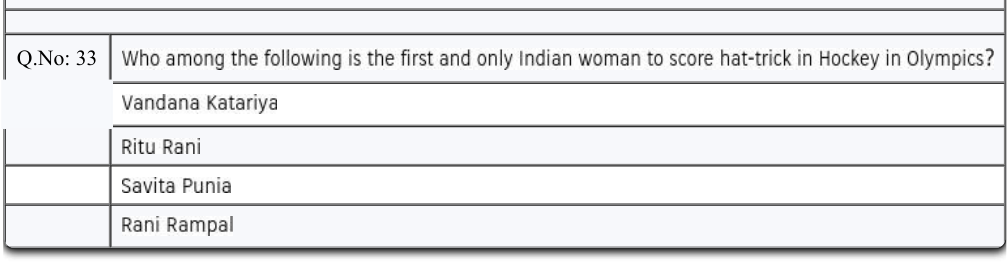 Q.No: 33 Who among the following is the first and only Indian woman to score hat-trick in Hockey in Olympics?
Vandana Katariya
Ritu Rani
Savita Punia
Rani Rampal